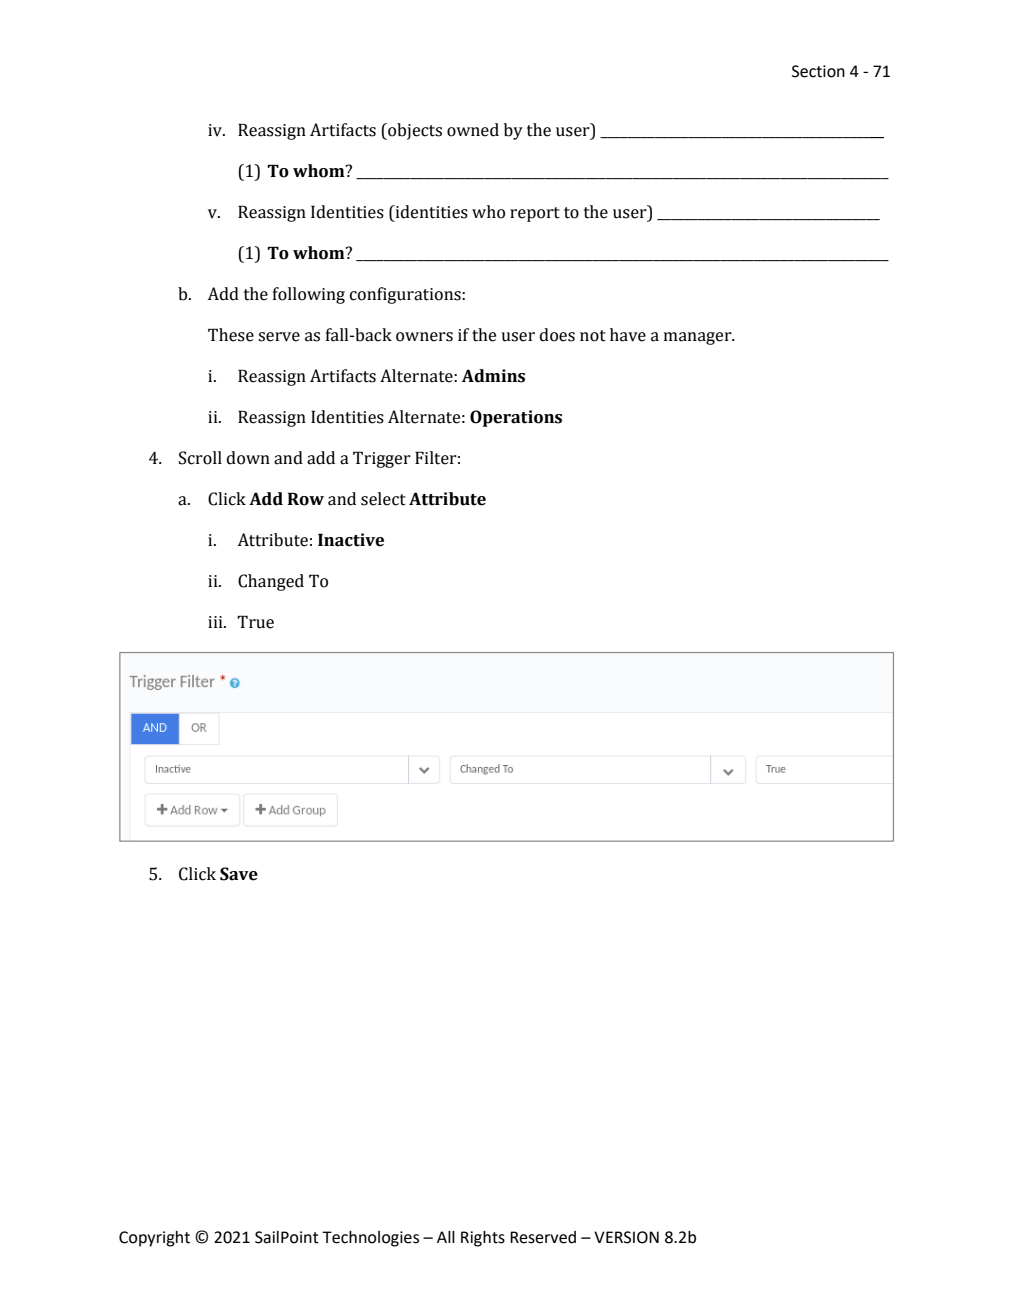 Section 4 - 71
iv. Reassign Artifacts (objects owned by the user) ___________________________________________
(1) To whom? ___________________________________________________________________________________
v. Reassign Identities (identities who report to the user) __________________________________
(1) To whom? ___________________________________________________________________________________
b. Add the following configurations:
These serve as fall-back owners if the user does not have a manager.
i. Reassign Artifacts Alternate: Admins
ii. Reassign Identities Alternate: Operations
4. Scroll down and add a Trigger Filter:
a. Click Add Row and select Attribute
i. Attribute: Inactive
ii. Changed To
iii. True
Trigger Filter * ?
AND OR
Inactive Changed To True
+ Add Row + Add Group
5. Click Save
Copyright © 2021 SailPoint Technologies – All Rights Reserved – VERSION 8.2b